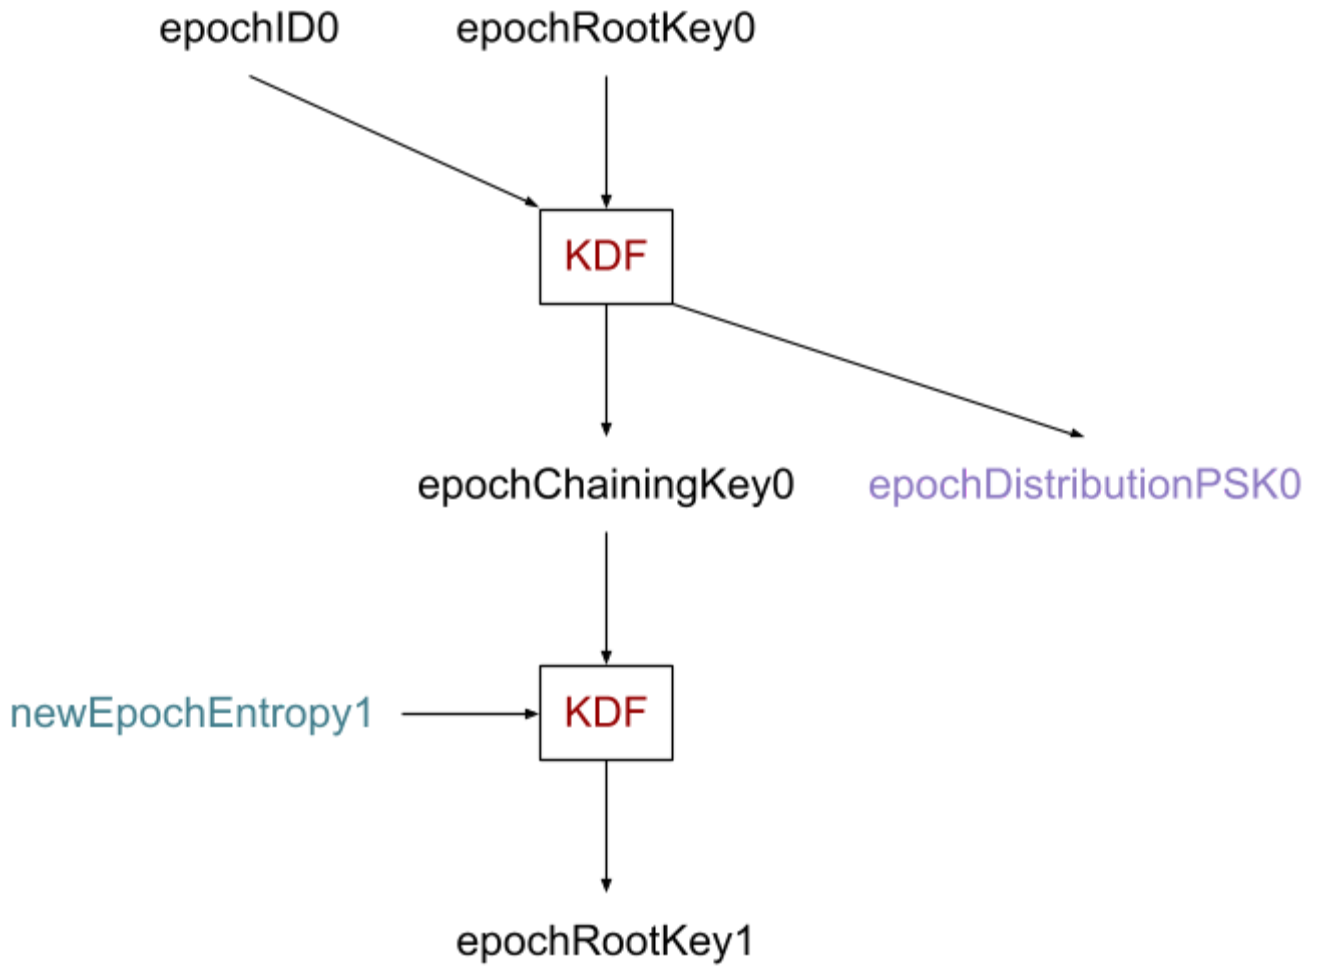 epochID0
epochRootKey0
KDF
epochChainingKey0
epochDistributionPSK0
newEpochEntropy1
KDF
epochRootKey1